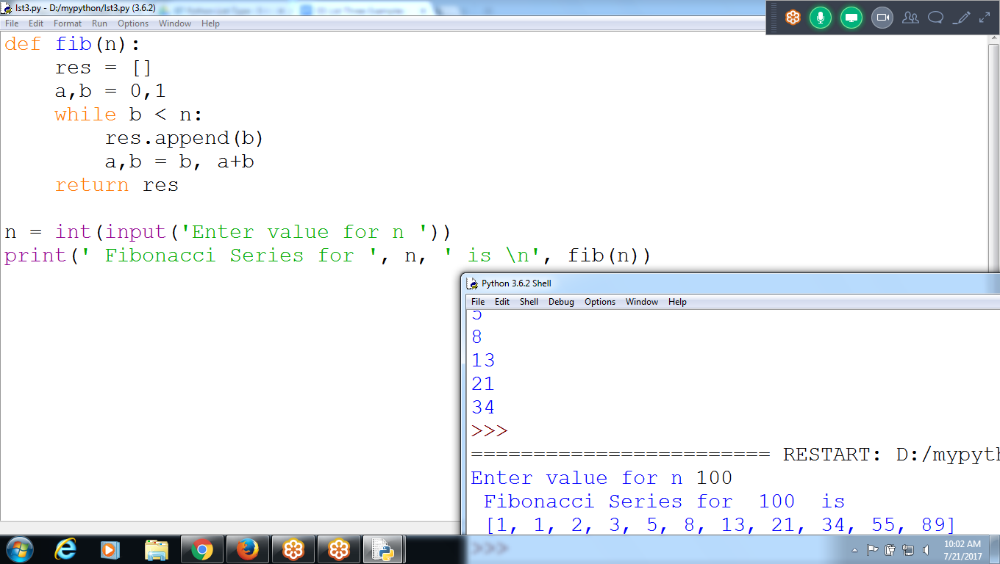 lst3.py - D:/mypython/lst3.py (3.6.2)
File Edit Format Run Options Window Help
def fib(n):
    res = []
    a,b = 0,1
    while b < n:
        res.append(b)
        a,b = b, a+b
    return res
n = int(input('Enter value for n '))
print(' Fibonacci Series for ', n, ' is \n', fib(n))
Python 3.6.2 Shell
File Edit Shell Debug Options Window Help
5
8
13
21
34
>>>
======================== RESTART: D:/mypyth
Enter value for n 100
 Fibonacci Series for  100  is
 [1, 1, 2, 3, 5, 8, 13, 21, 34, 55, 89]
>>>
10:02 AM
7/21/2017